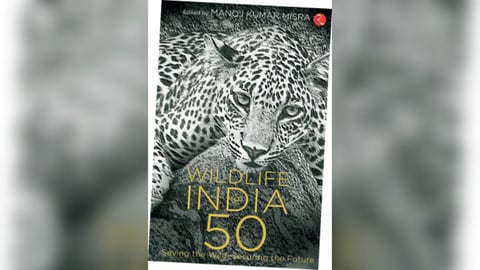 Edited by MANOJ KUMAR MISRA
WILDLIFE
INDIA@
50
Saving the Wild, Securing the Future